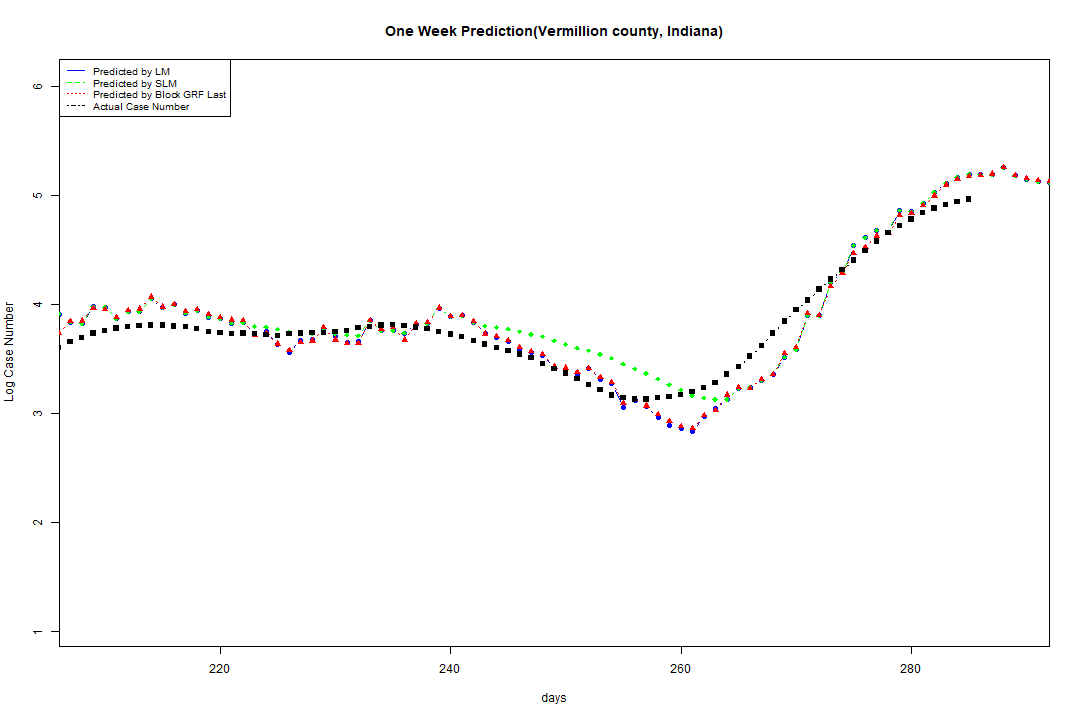 One Week Prediction(Vermillion county, Indiana)
Predicted by LM
Predicted by SLM
Predicted by Block GRF Last
Actual Case Number
6
5
4
3
2
1
Log Case Number
220 240 260 280
days